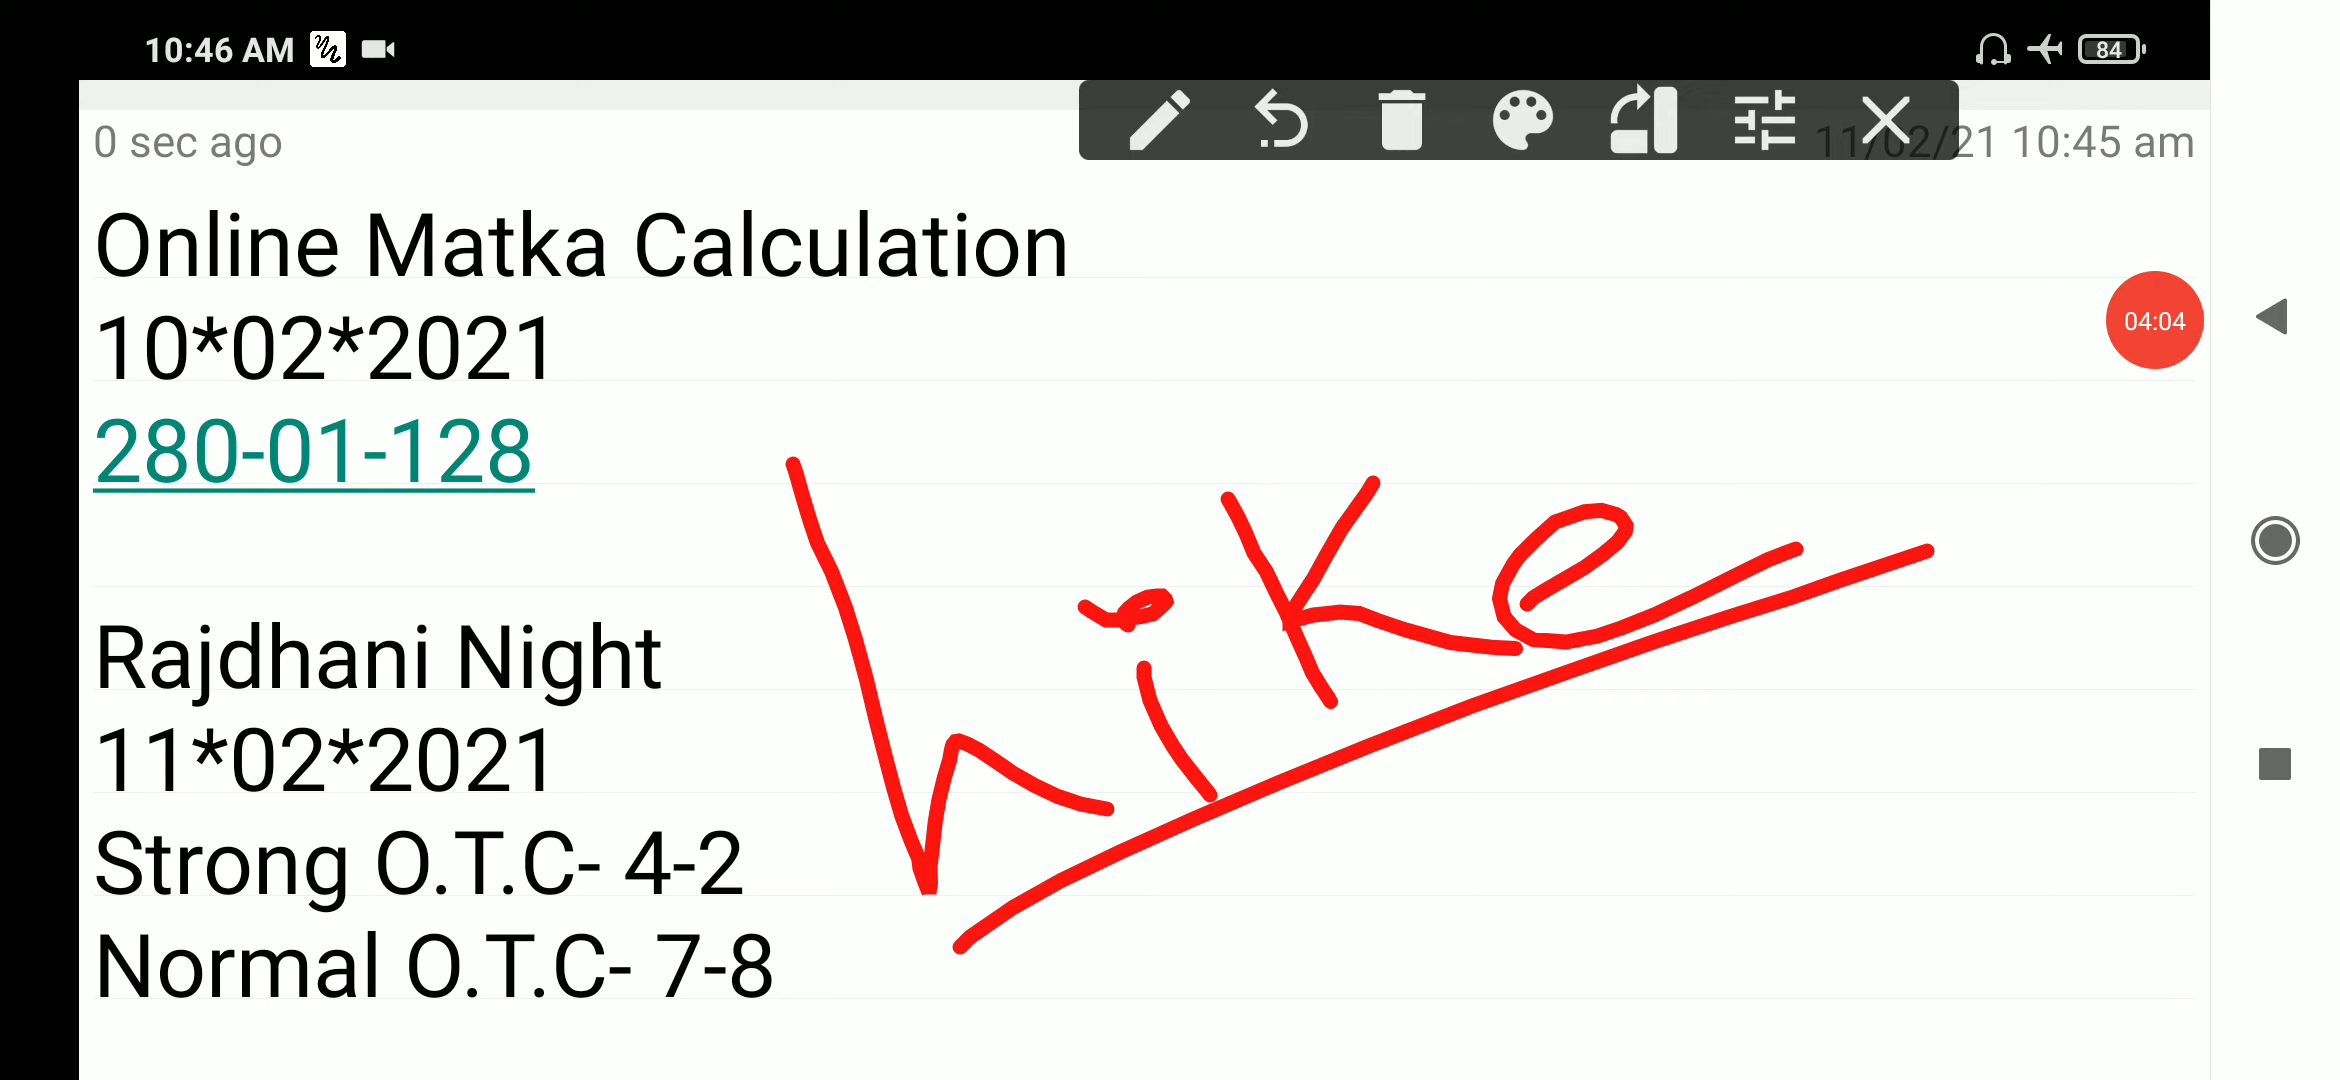 10:46 AM
84
0 sec ago
11/02/21 10:45 am
Online Matka Calculation
10*02*2021
04:04
280-01-128
Like
Rajdhani Night
11*02*2021
Strong O.T.C- 4-2
Normal O.T.C- 7-8